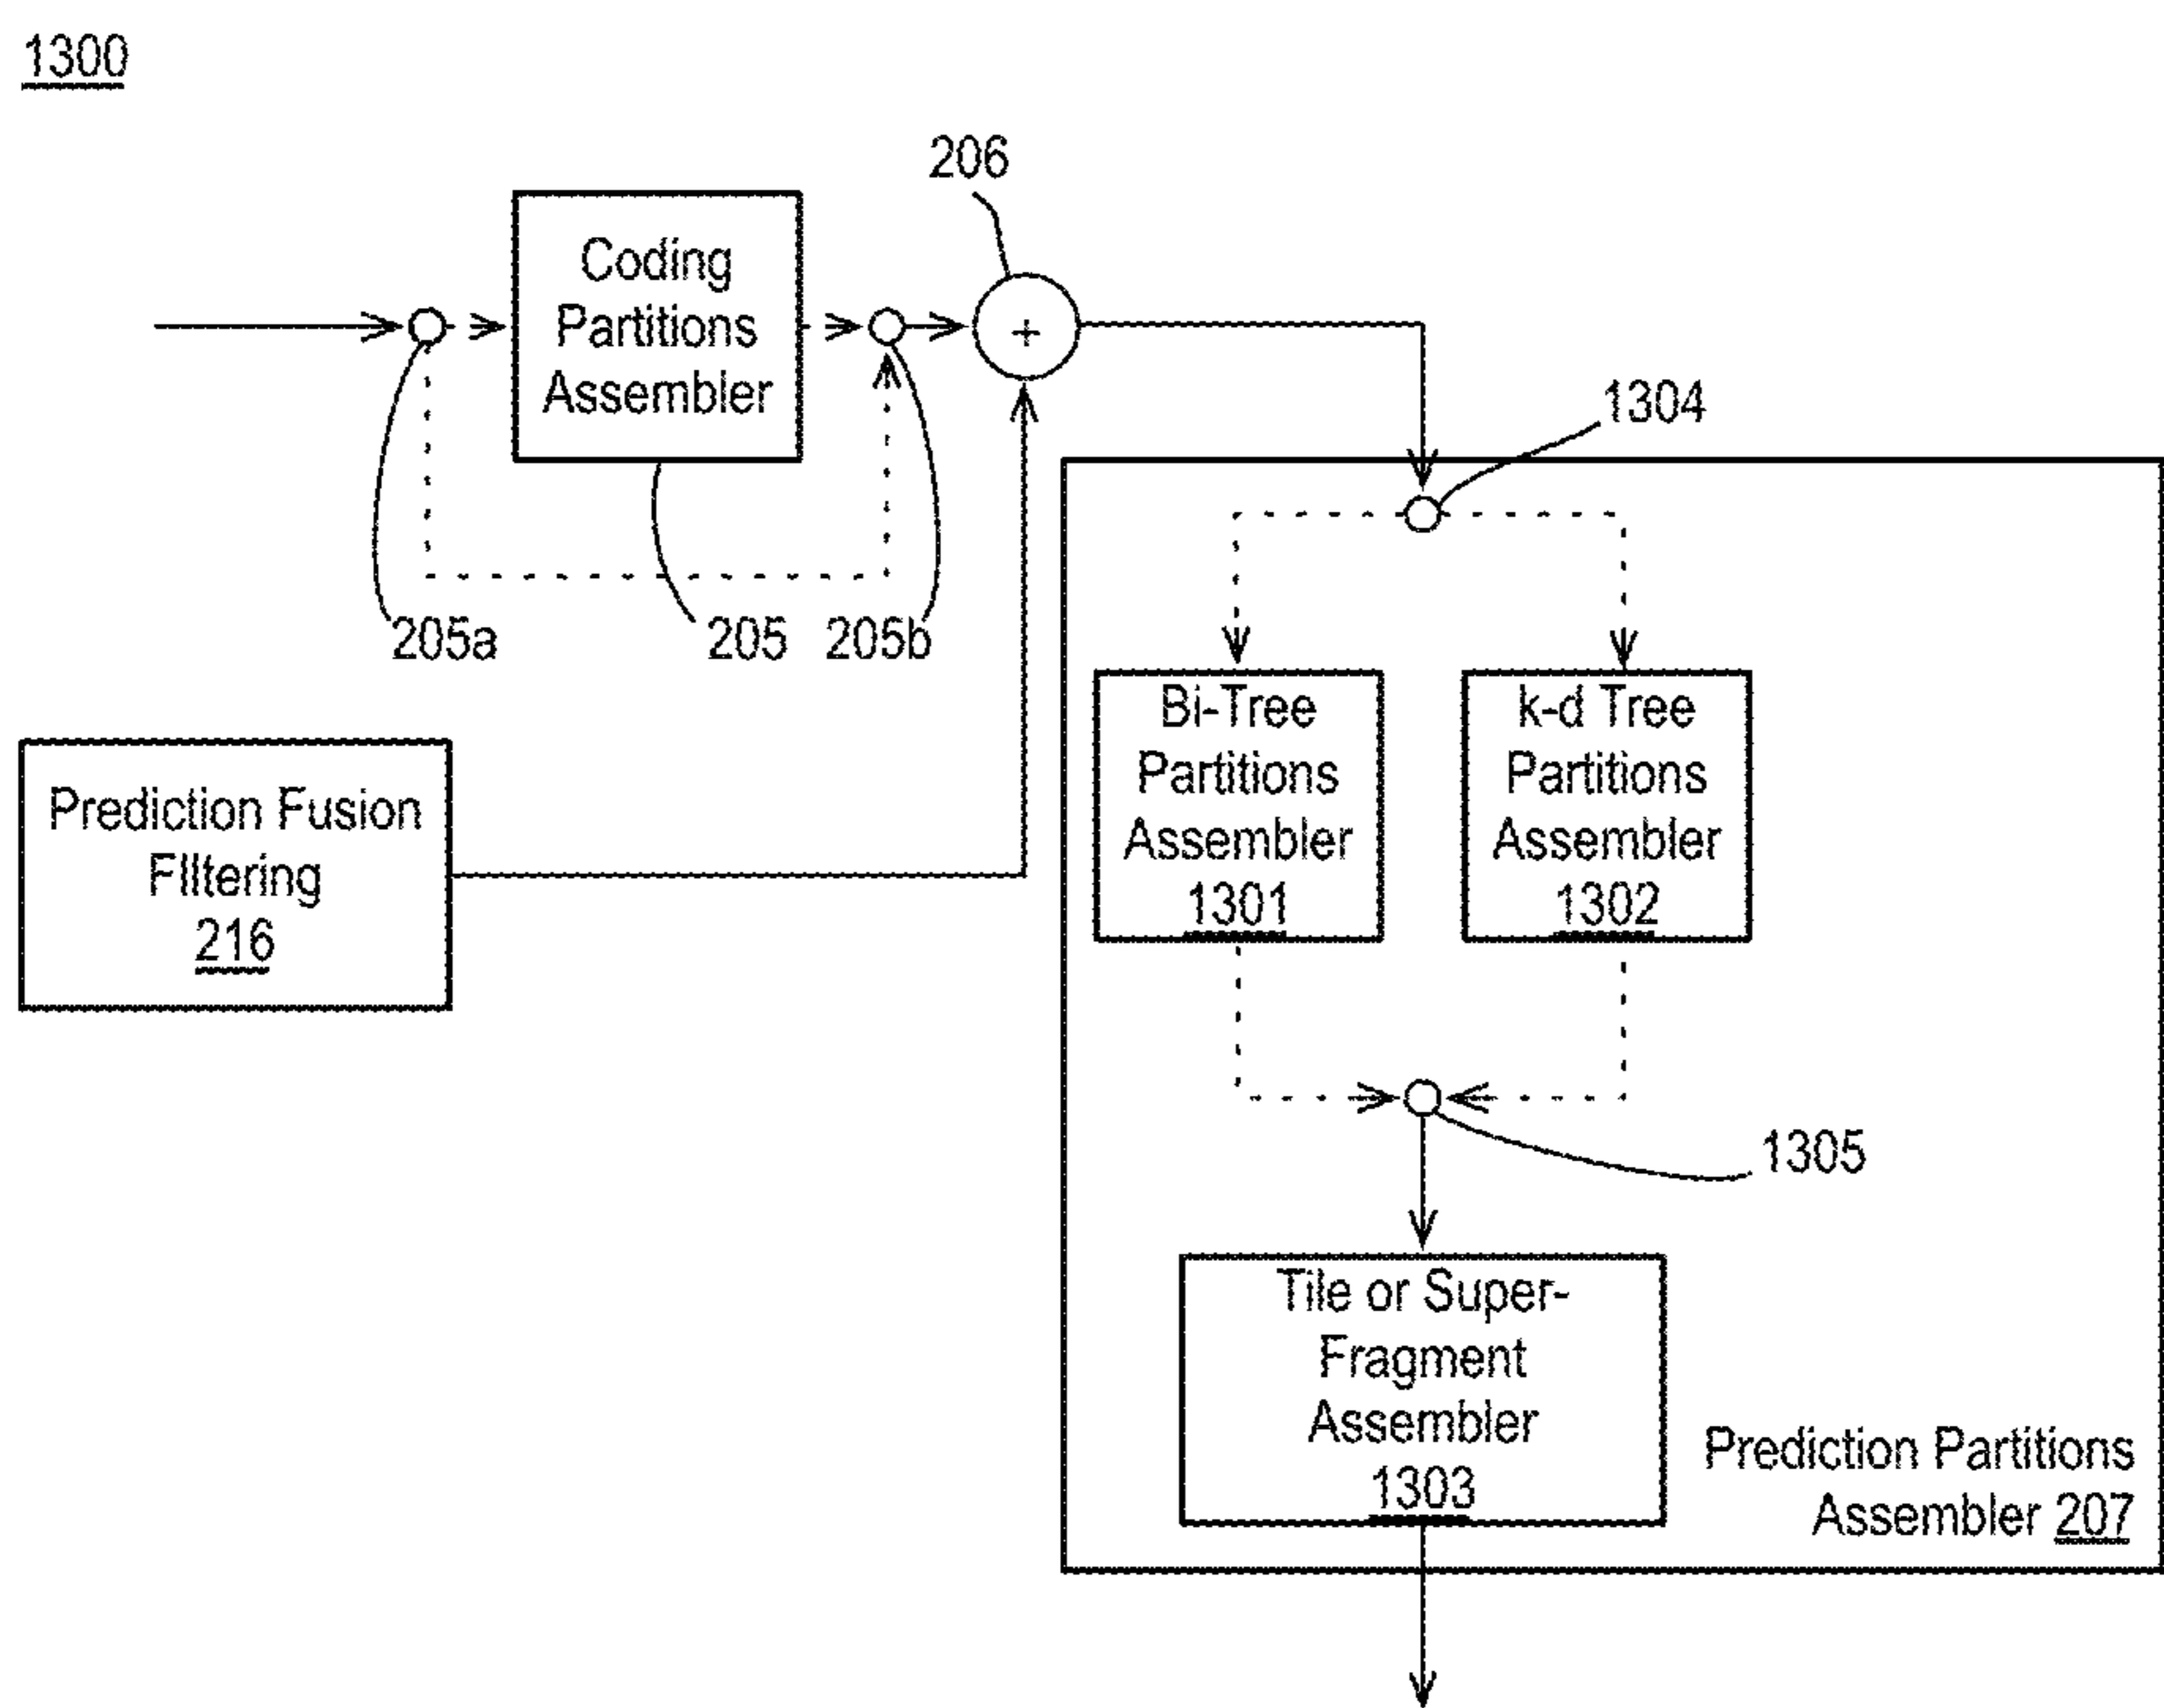 1300
206
Coding
Partitions
Assembler
1304
205a
205
205b
Bi-Tree
Partitions
Assembler
1301
k-d Tree
Partitions
Assembler
1302
Prediction Fusion
FIltering
216
1305
Tile or Super-
Fragment
Assembler
1303
Prediction Partitions
Assembler 207
+